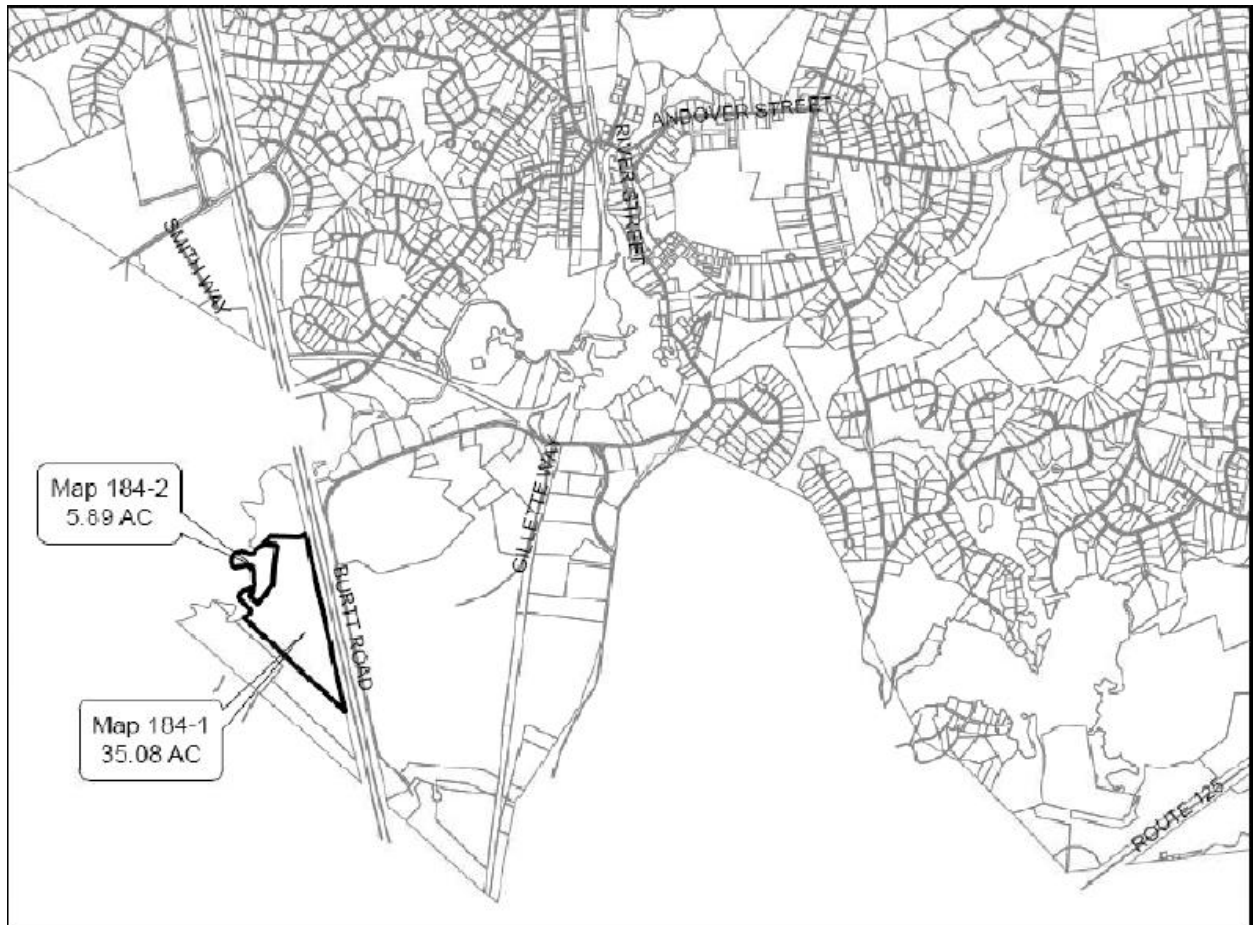 ANDOVER STREET
RIVER STREET
SMITH WAY
GILLETTE WAY
Map 184-2
5.89 AC
BURTT ROAD
Map 184-1
35.08 AC
ROUTE 125